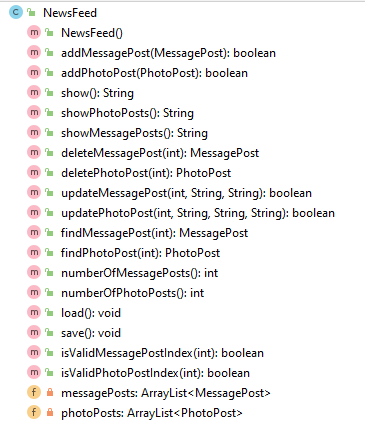 C NewsFeed
m NewsFeed()
m addMessagePost(MessagePost): boolean
m addPhotoPost(PhotoPost): boolean
m show(): String
m showPhotoPosts(): String
m showMessagePosts(): String
m deleteMessagePost(int): MessagePost
m deletePhotoPost(int): PhotoPost
m updateMessagePost(int, String, String): boolean
m updatePhotoPost(int, String, String, String): boolean
m findMessagePost(int): MessagePost
m findPhotoPost(int): PhotoPost
m numberOfMessagePosts(): int
m numberOfPhotoPosts(): int
m load(): void
m save(): void
m isValidMessagePostIndex(int): boolean
m isValidPhotoPostIndex(int): boolean
f messagePosts: ArrayList<MessagePost>
f photoPosts: ArrayList<PhotoPost>